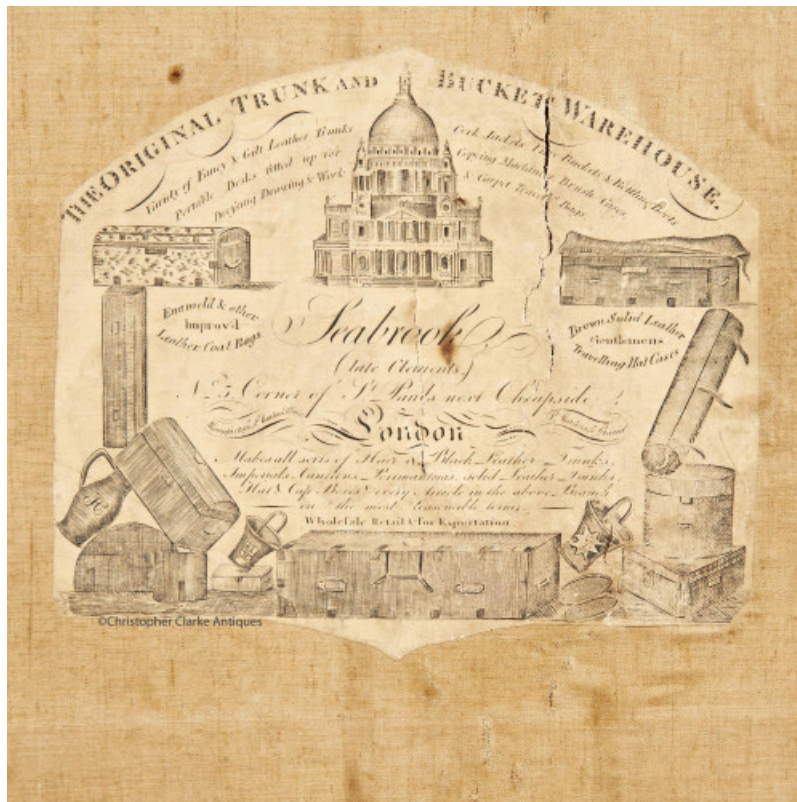 THE ORIGINAL TRUNK AND BUCKET WAREHOUSE.
Variety of Fancy & Gilt Leather Trunks
Portable Desks fitted up for
Dressing Drawing & Work
Cork Jackets Fire Buckets & Bottling Boots
Copying Machines Brush Cases
& Carpet Travelling Bags
Enameld & other
Improv'd
Leather Coat Bags
Seabrook
(late Clements)
No. 5, Corner of St. Pauls next Cheapside
London
Brown Solid Leather
Gentlemens
Travelling Hat Cases
Makes all sorts of Hair & Black Leather Trunks,
Imperials, Canteens, Portmanteaus, solid Leather Trunks,
Hat & Cap Boxes & every Article in the above Branch
on the most Reasonable terms
Wholesale Retail & for Exportation
©Christopher Clarke Antiques